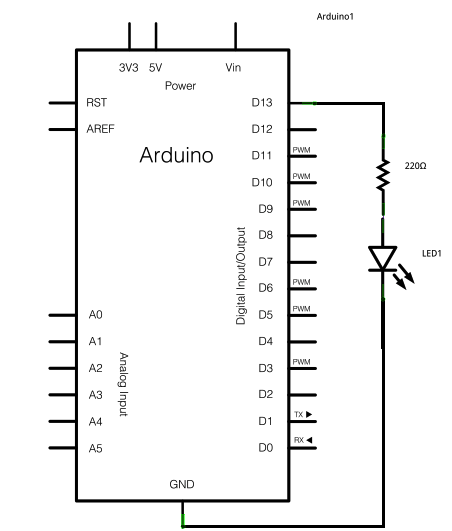 Arduino1
3V3 5V Vin
Power
RST D13
AREF D12
Arduino
D11 PWM
D10 PWM
220Ω
D9 PWM
D8
LED1
D7
Digital Input/Output
D6 PWM
A0 D5 PWM
A1 D4
A2 D3 PWM
Analog Input
A3 D2
A4 D1 TX ▶
A5 D0 RX ◀
GND